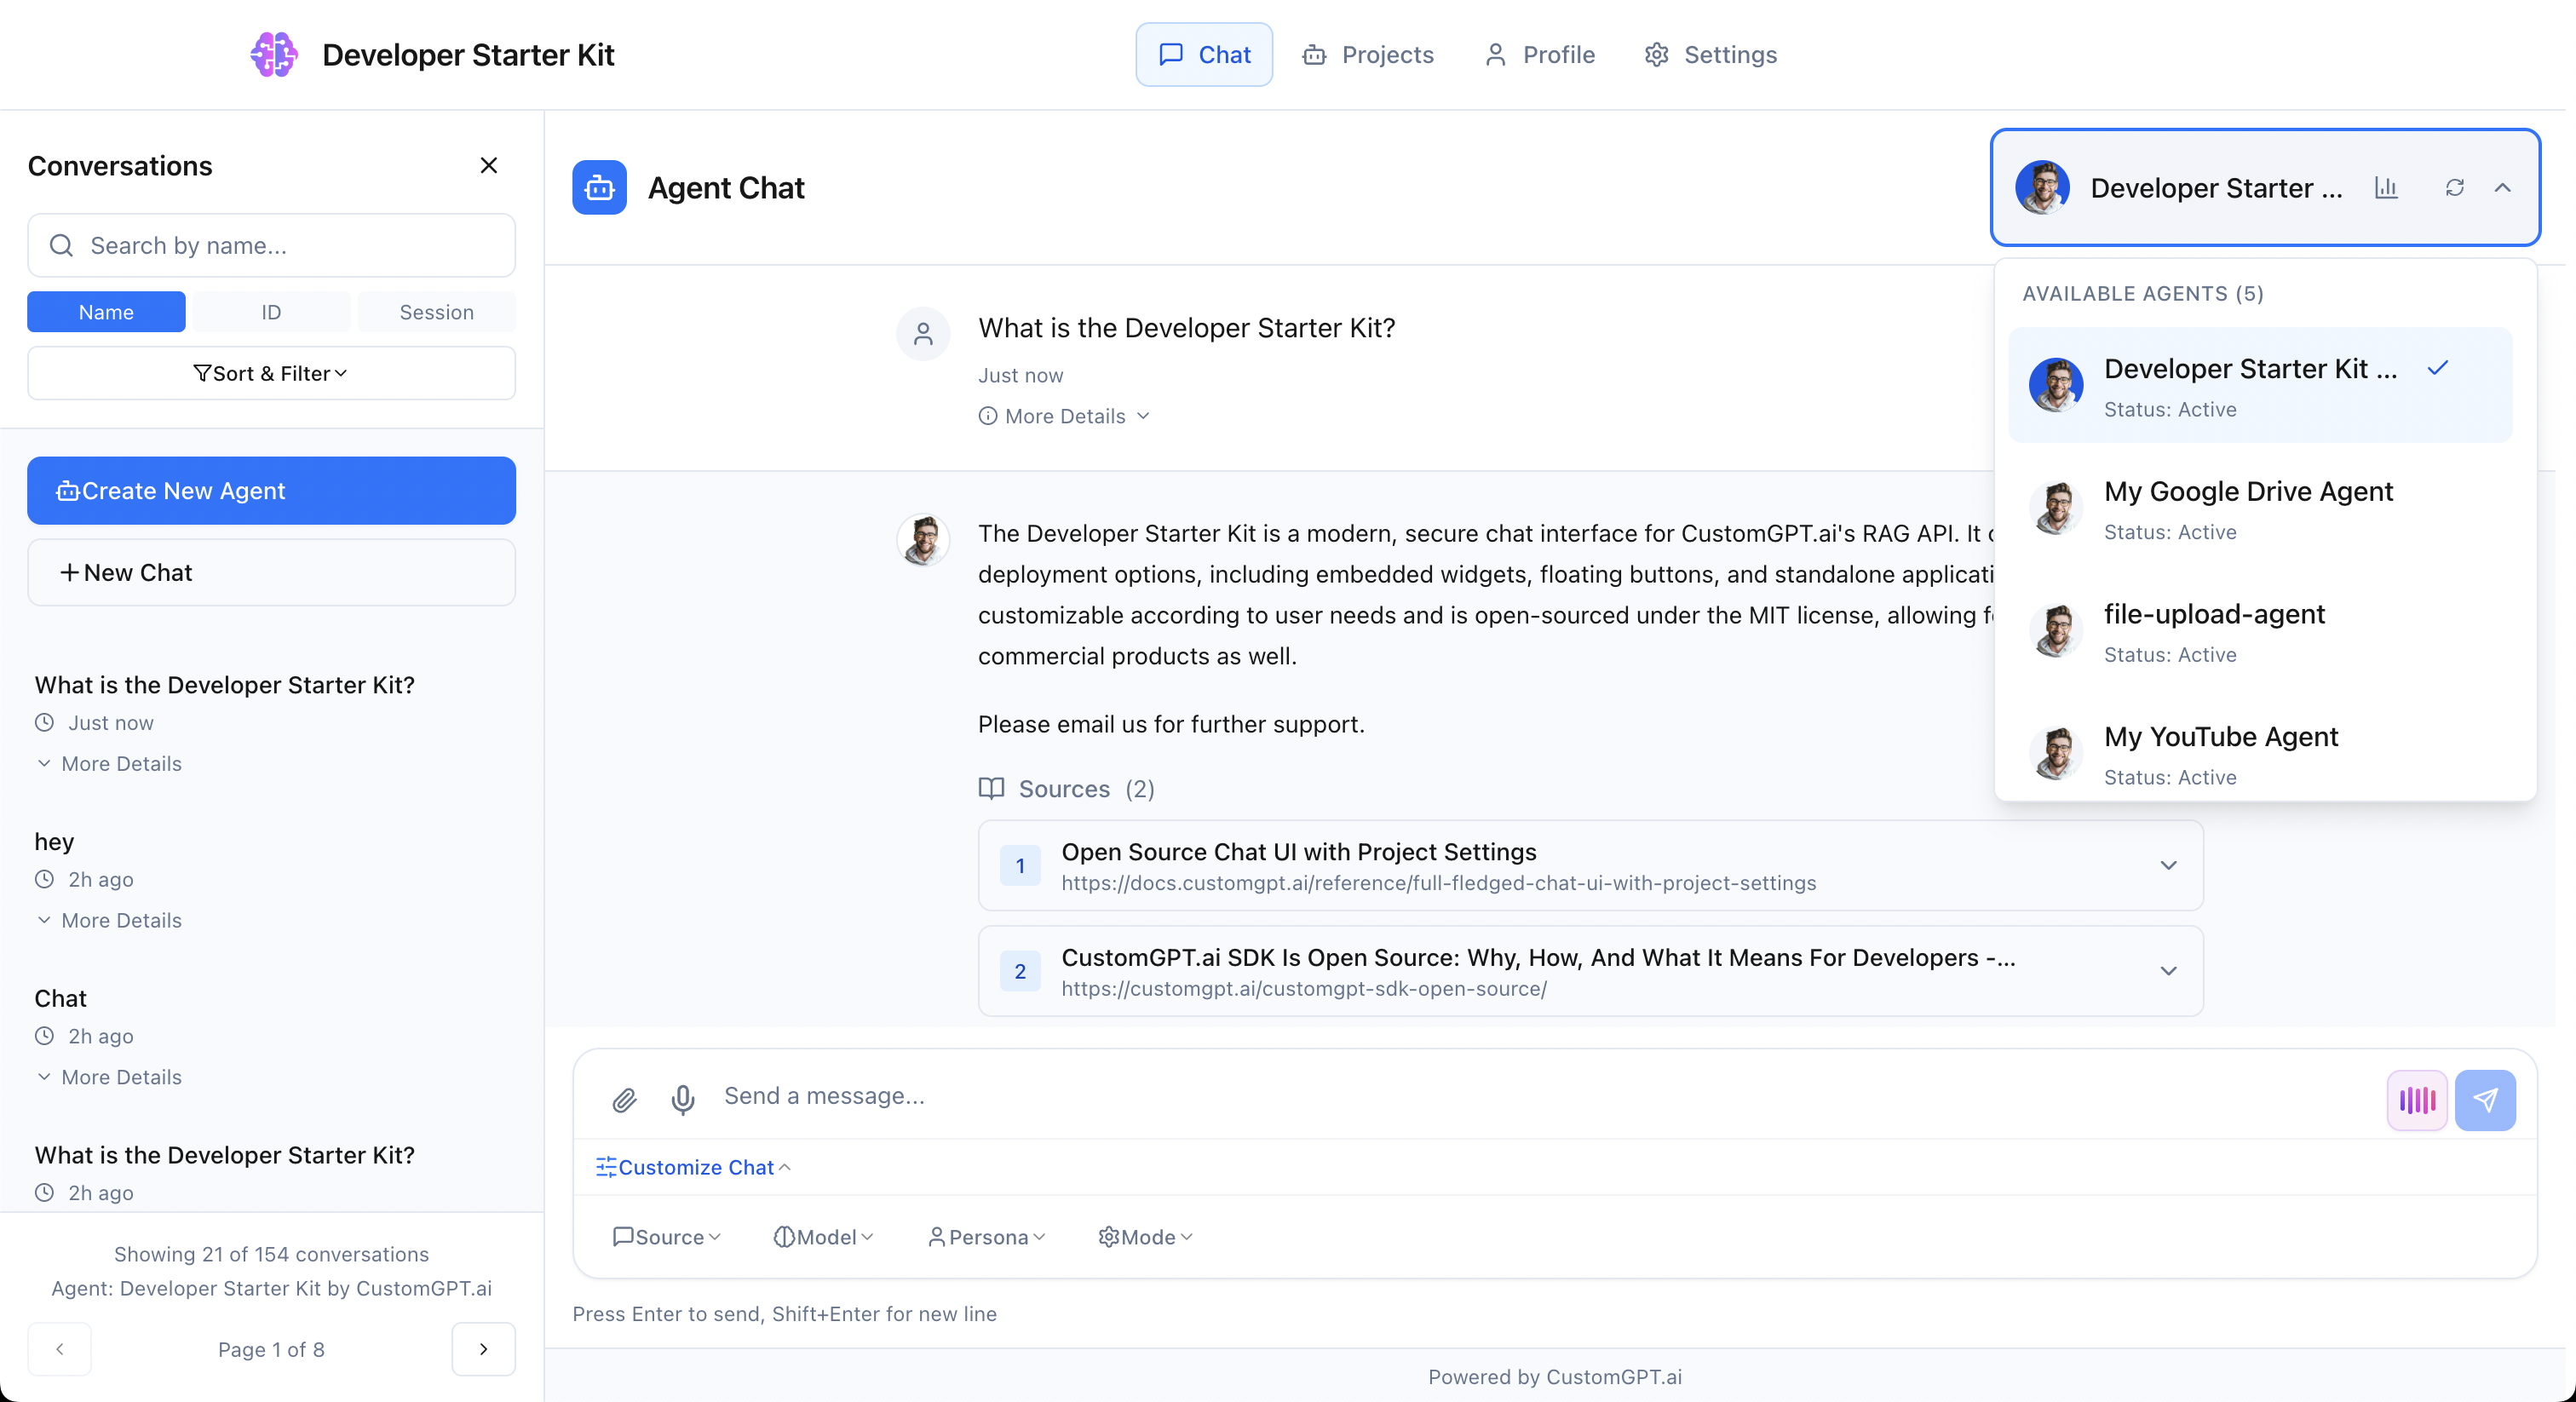 Developer Starter Kit
Chat
Projects
Profile
Settings
Conversations
Search by name...
Name
ID
Session
Sort & Filter
Create New Agent
New Chat
What is the Developer Starter Kit?
Just now
More Details
hey
2h ago
More Details
Chat
2h ago
More Details
What is the Developer Starter Kit?
2h ago
Showing 21 of 154 conversations
Agent: Developer Starter Kit by CustomGPT.ai
Page 1 of 8
Agent Chat
Developer Starter ...
What is the Developer Starter Kit?
Just now
More Details
The Developer Starter Kit is a modern, secure chat interface for CustomGPT.ai's RAG API. It
deployment options, including embedded widgets, floating buttons, and standalone
customizable according to user needs and is open-sourced under the MIT license, allowing
commercial products as well.
Please email us for further support.
Sources (2)
1
Open Source Chat UI with Project Settings
https://docs.customgpt.ai/reference/full-fledged-chat-ui-with-project-settings
2
CustomGPT.ai SDK Is Open Source: Why, How, And What It Means For Developers -...
https://customgpt.ai/customgpt-sdk-open-source/
AVAILABLE AGENTS (5)
Developer Starter Kit ...
Status: Active
My Google Drive Agent
Status: Active
file-upload-agent
Status: Active
My YouTube Agent
Status: Active
Send a message...
Customize Chat
Source
Model
Persona
Mode
Press Enter to send, Shift+Enter for new line
Powered by CustomGPT.ai